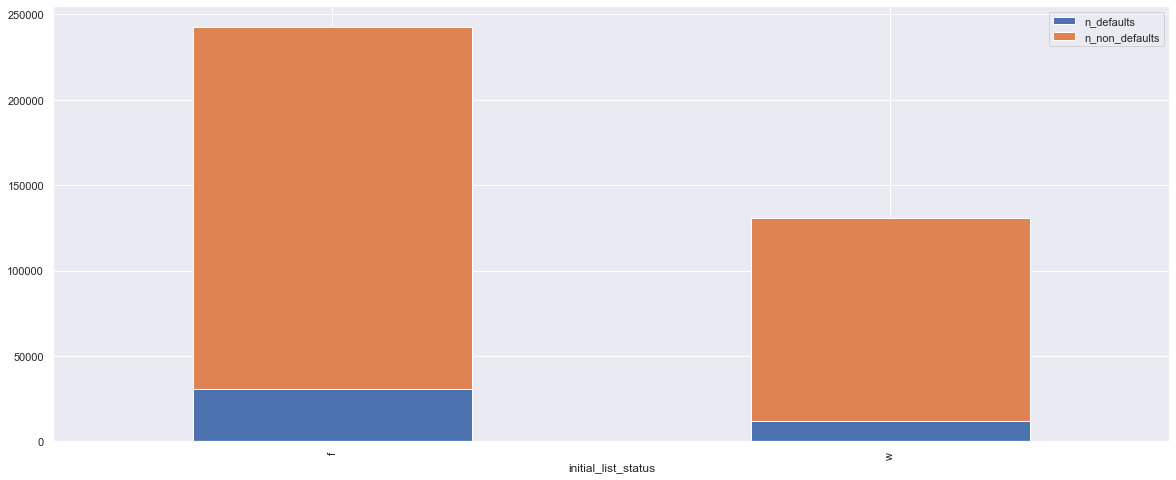 n_defaults
n_non_defaults
250000
200000
150000
100000
50000
0
f
w
initial_list_status